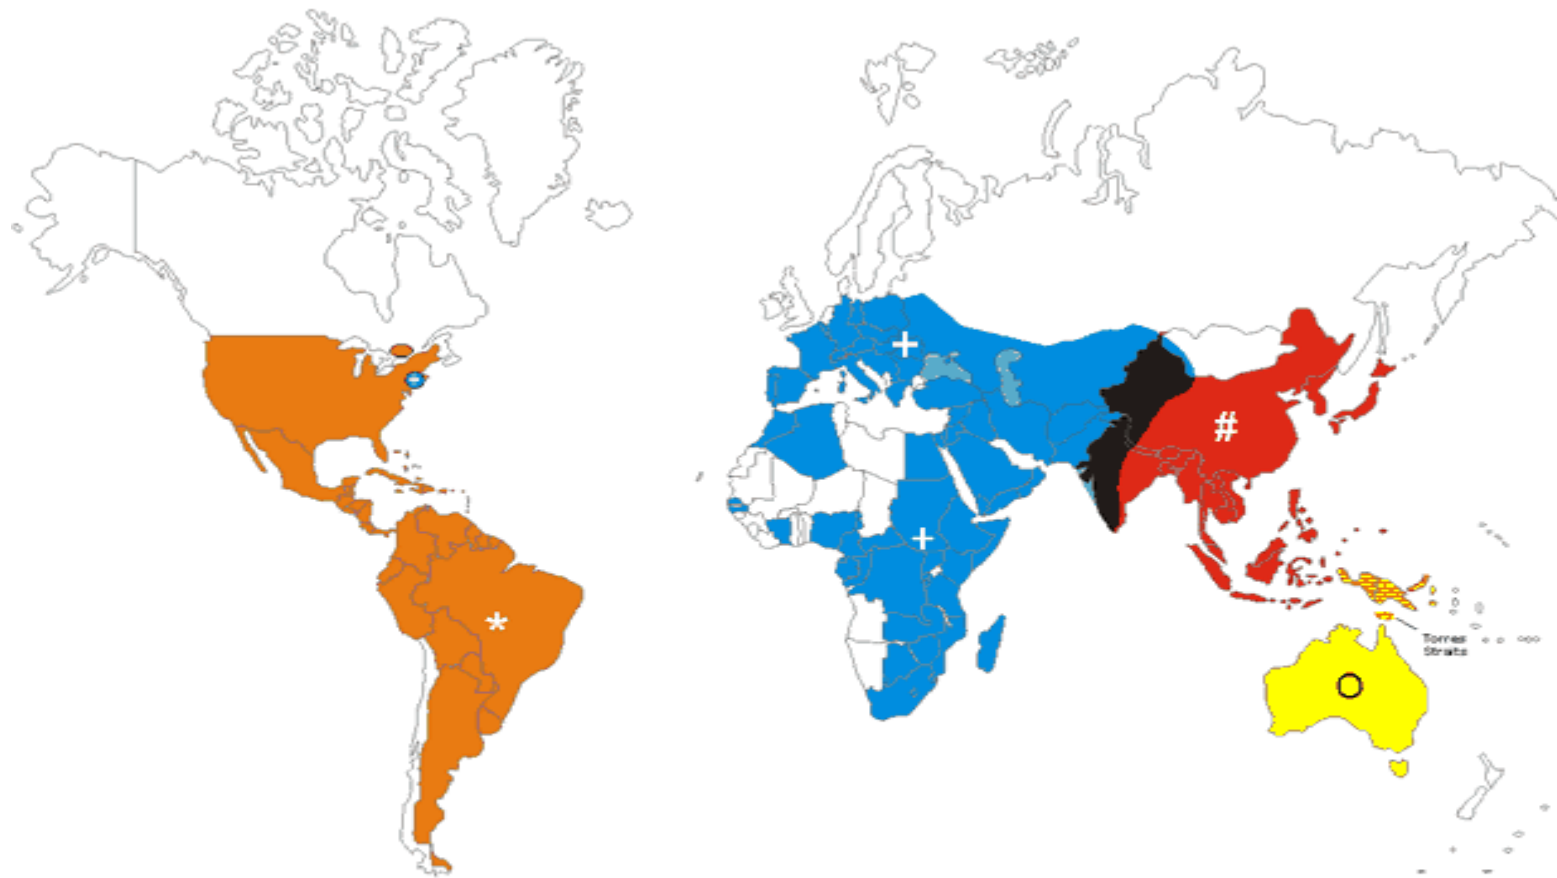 +
#
+
*
Torres
Straits